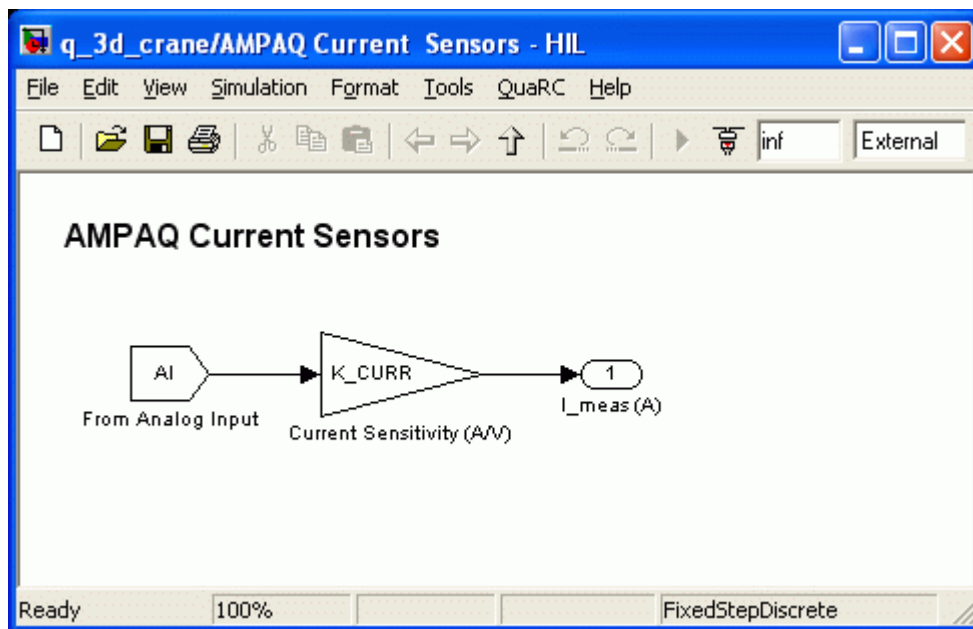 q_3d_crane/AMPAQ Current Sensors - HIL
File Edit View Simulation Format Tools QuaRC Help
inf External
AMPAQ Current Sensors
AI K_CURR 1
From Analog Input Current Sensitivity (A/V) I_meas (A)
Ready 100% FixedStepDiscrete